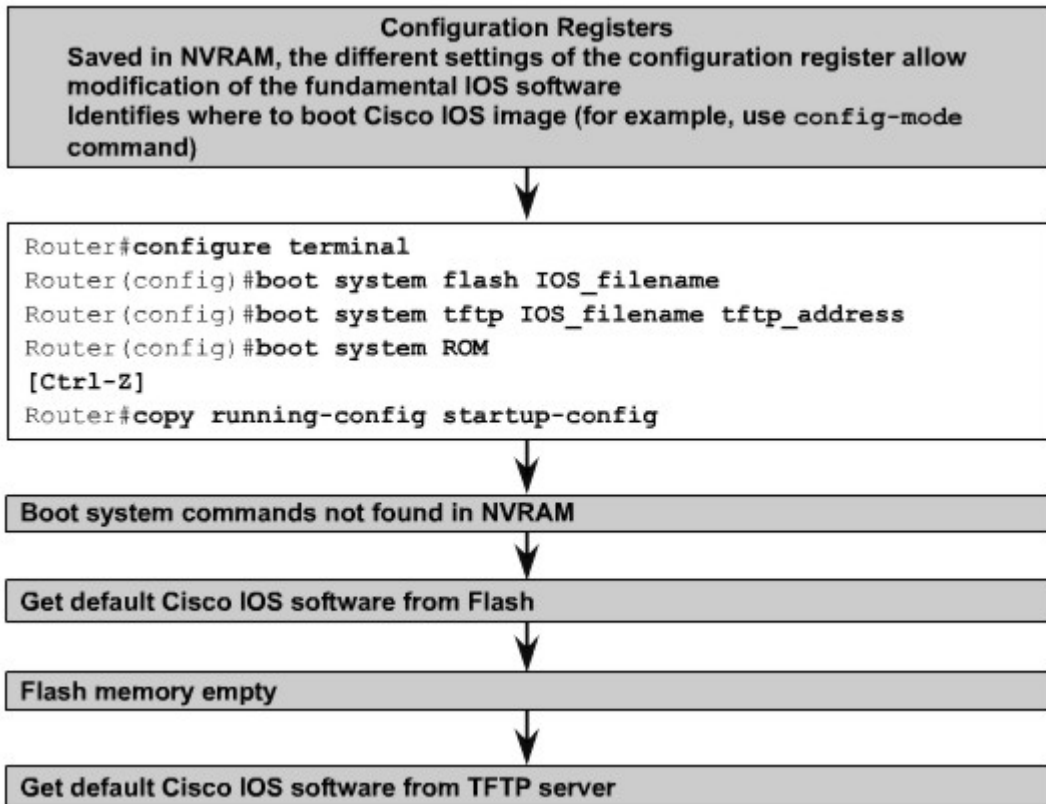 Configuration Registers
Saved in NVRAM, the different settings of the configuration register allow
modification of the fundamental IOS software
Identifies where to boot Cisco IOS image (for example, use config-mode
command)
Router#configure terminal
Router(config)#boot system flash IOS_filename
Router(config)#boot system tftp IOS_filename tftp_address
Router(config)#boot system ROM
[Ctrl-Z]
Router#copy running-config startup-config
Boot system commands not found in NVRAM
Get default Cisco IOS software from Flash
Flash memory empty
Get default Cisco IOS software from TFTP server